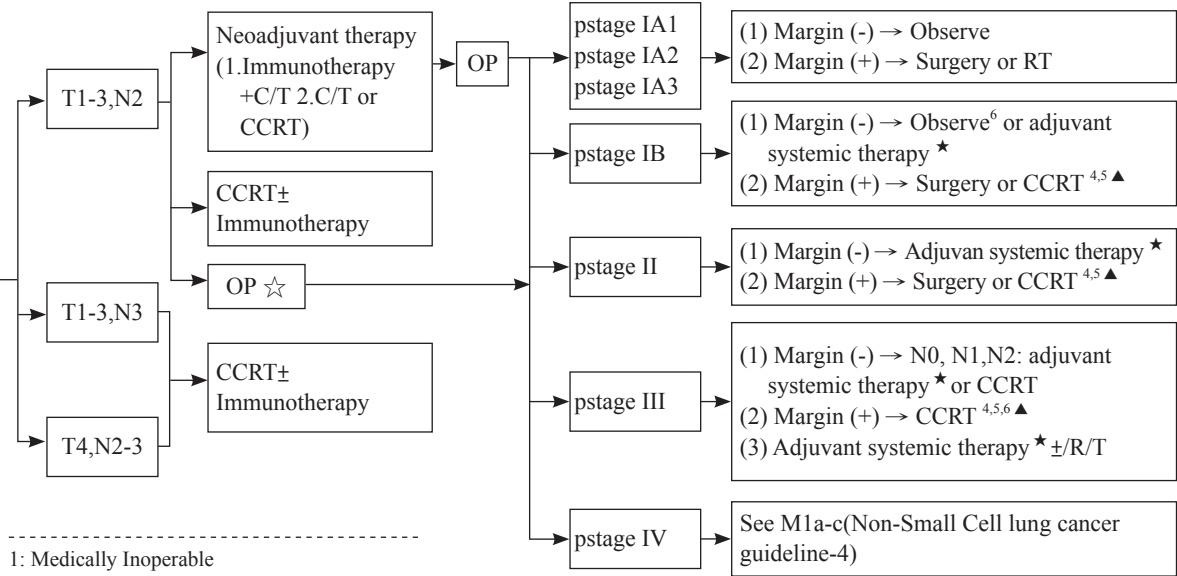 T1-3,N2
T1-3,N3
T4,N2-3
Neoadjuvant therapy
(1.Immunotherapy
+C/T 2.C/T or
CCRT)
OP
CCRT±
Immunotherapy
OP ☆
CCRT±
Immunotherapy
pstage IA1
pstage IA2
pstage IA3
(1) Margin (-) → Observe
(2) Margin (+) → Surgery or RT
pstage IB
(1) Margin (-) → Observe⁶ or adjuvant
systemic therapy ★
(2) Margin (+) → Surgery or CCRT ⁴,⁵ ▲
pstage II
(1) Margin (-) → Adjuvan systemic therapy ★
(2) Margin (+) → Surgery or CCRT ⁴,⁵ ▲
pstage III
(1) Margin (-) → N0, N1,N2: adjuvant
systemic therapy ★ or CCRT
(2) Margin (+) → CCRT ⁴,⁵,⁶ ▲
(3) Adjuvant systemic therapy ★ ±/R/T
pstage IV
See M1a-c(Non-Small Cell lung cancer
guideline-4)
1: Medically Inoperable